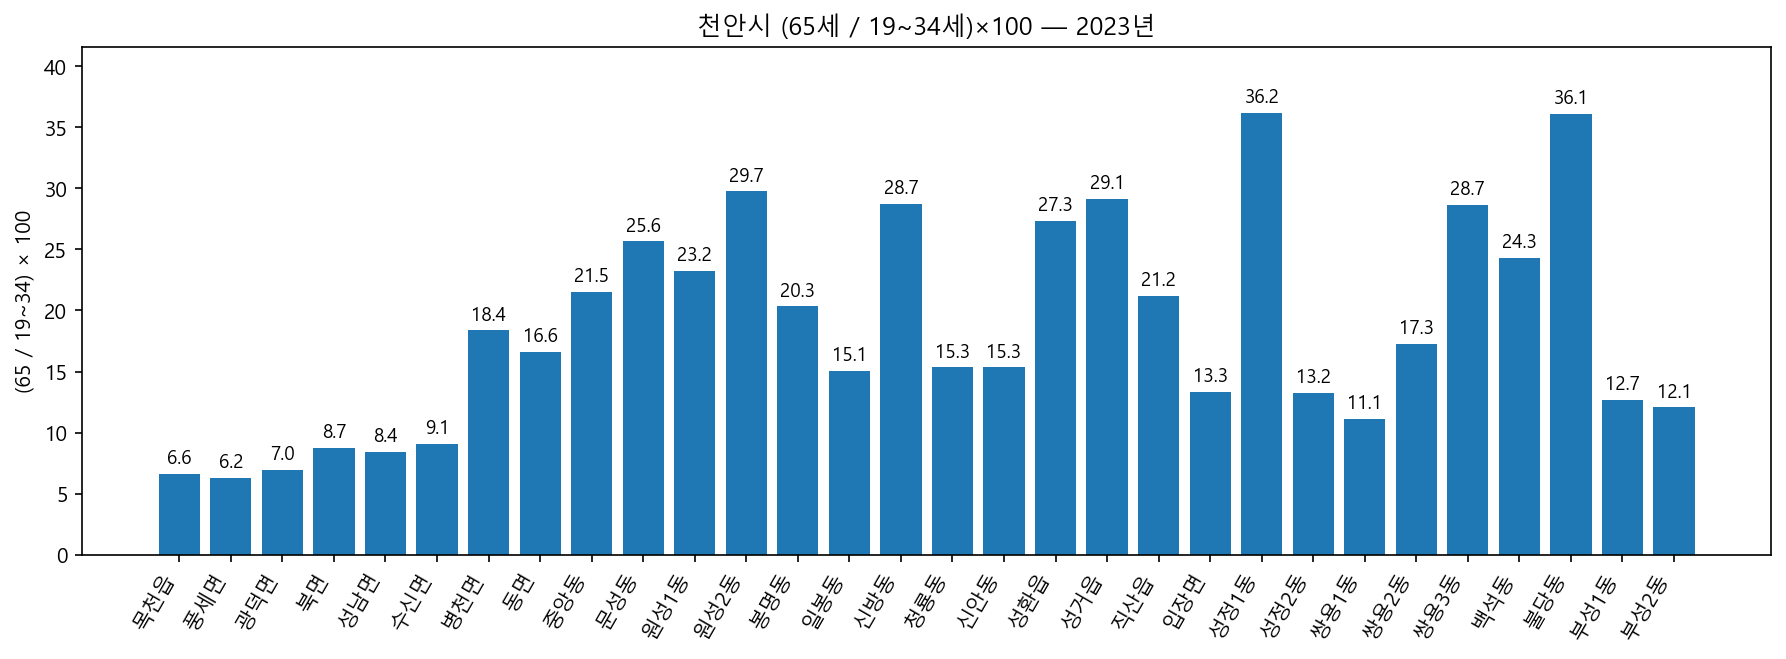 천안시 (65세 / 19~34세)×100 — 2023년
(65 / 19~34) × 100
40
35
30
25
20
15
10
5
0
6.6
6.2
7.0
8.7
8.4
9.1
18.4
16.6
21.5
25.6
23.2
29.7
20.3
15.1
28.7
15.3
15.3
27.3
29.1
21.2
13.3
36.2
13.2
11.1
17.3
28.7
24.3
36.1
12.7
12.1
목천읍
풍세면
광덕면
북면
성남면
수신면
병천면
동면
중앙동
문성동
원성1동
원성2동
봉명동
일봉동
신방동
청룡동
신안동
성환읍
성거읍
직산읍
입장면
성정1동
성정2동
쌍용1동
쌍용2동
쌍용3동
백석동
불당동
부성1동
부성2동